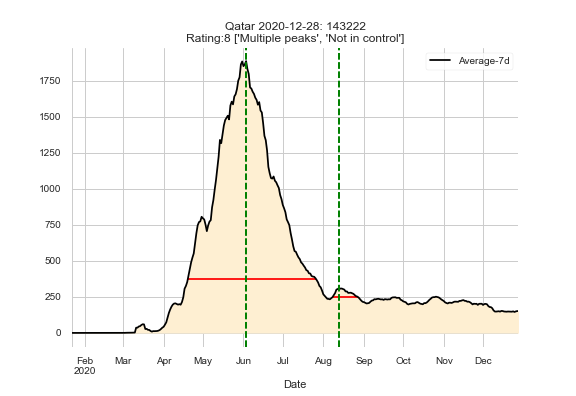 Qatar 2020-12-28: 143222
Rating:8 ['Multiple peaks', 'Not in control']
Average-7d
1750
1500
1250
1000
750
500
250
0
Feb Mar Apr May Jun Jul Aug Sep Oct Nov Dec
2020
Date